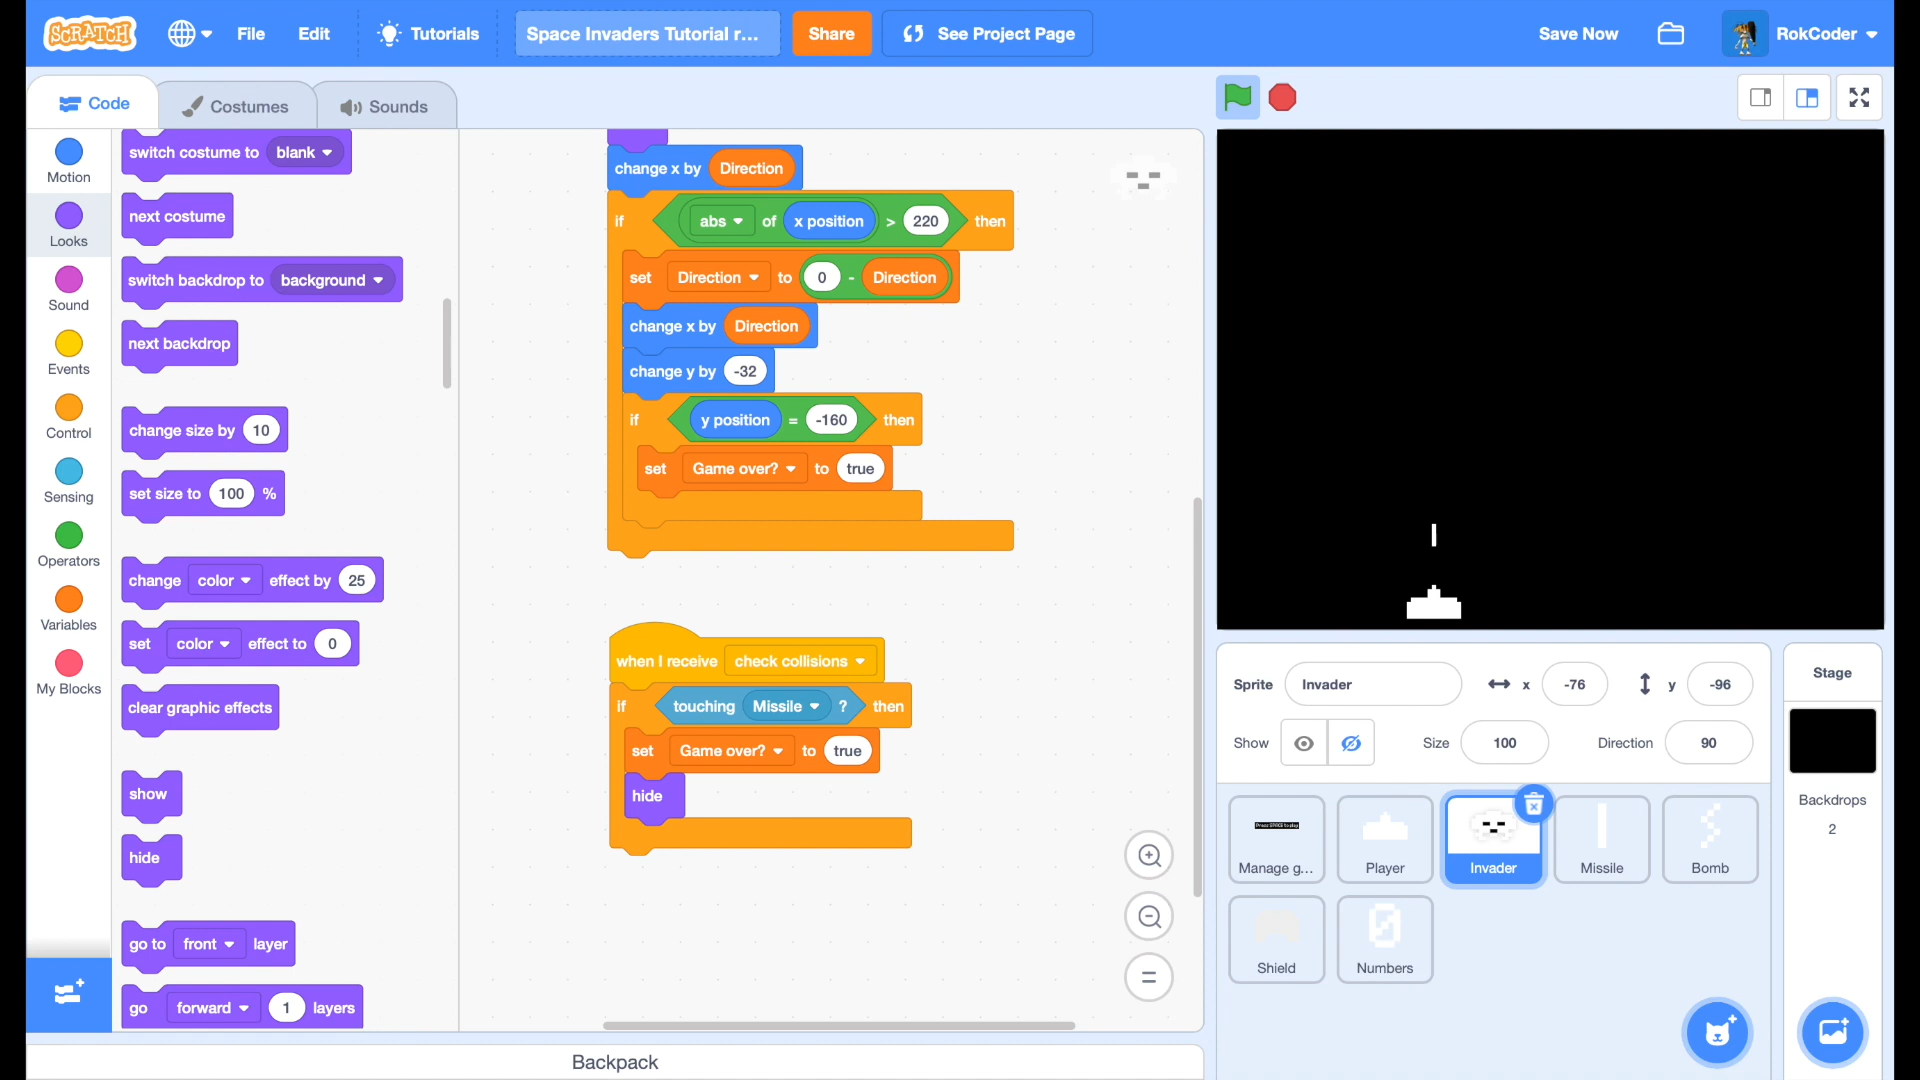 SCRATCH File Edit Tutorials Space Invaders Tutorial r... Share See Project Page Save Now RokCoder
Code Costumes Sounds
Motion
Looks
Sound
Events
Control
Sensing
Operators
Variables
My Blocks
switch costume to blank
next costume
switch backdrop to background
next backdrop
change size by 10
set size to 100 %
change color effect by 25
set color effect to 0
clear graphic effects
show
hide
go to front layer
go forward 1 layers
change x by Direction
if abs of x position > 220 then
set Direction to 0 - Direction
change x by Direction
change y by -32
if y position = -160 then
set Game over? to true
when I receive check collisions
if touching Missile ? then
set Game over? to true
hide
Sprite Invader x -76 y -96
Show Size 100 Direction 90
Press SPACE to play
Manage g... Player Invader Missile Bomb
Shield Numbers
Stage
Backdrops
2
Backpack